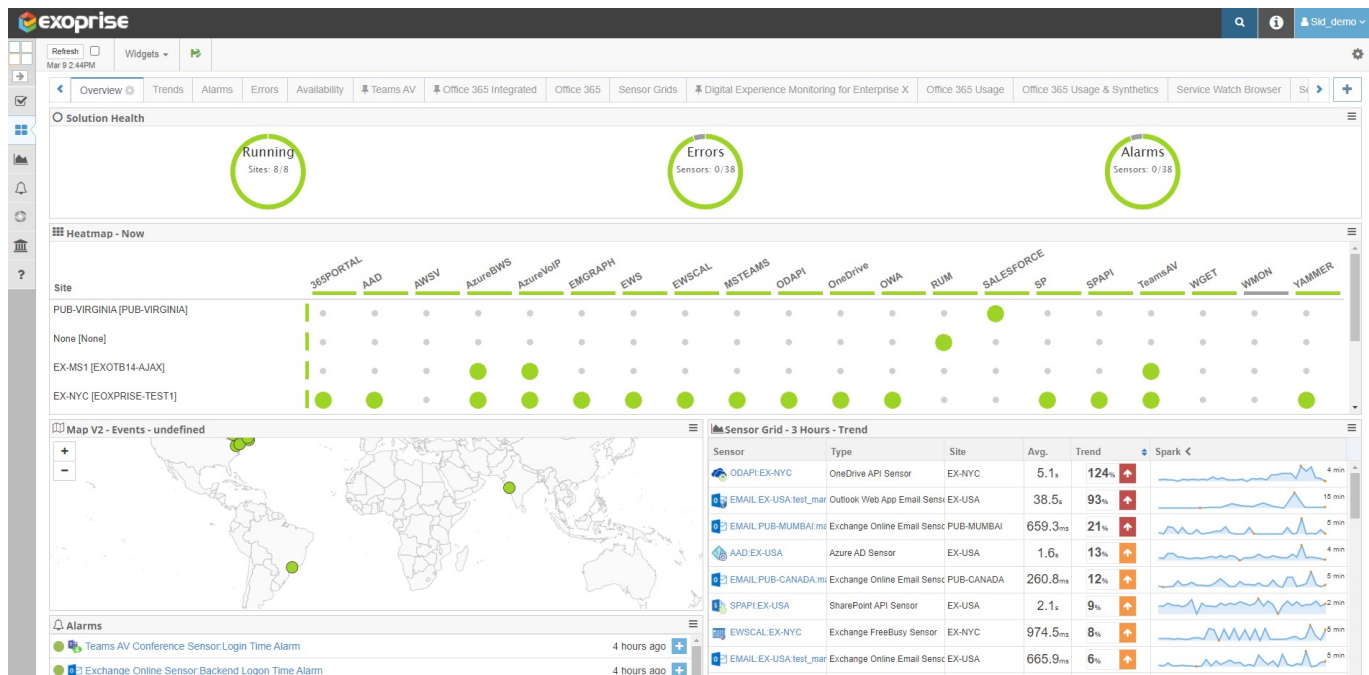 exoprise
Sid_demo
Refresh
Mar 9 2:44PM
Widgets
Overview Trends Alarms Errors Availability Teams AV Office 365 Integrated Office 365 Sensor Grids Digital Experience Monitoring for Enterprise X Office 365 Usage Office 365 Usage & Synthetics Service Watch Browser
+
?
Solution Health
Running
Sites: 8/8
Errors
Sensors: 0/38
Alarms
Sensors: 0/38
Heatmap - Now
Site 365PORTAL AAD AWSV AzureBWS AzureVoIP EMGRAPH EWS EWSCAL MSTEAMS ODAPI OneDrive OWA RUM SALESFORCE SP SPAPI TeamsAV WGET WMON YAMMER
PUB-VIRGINIA [PUB-VIRGINIA]
None [None]
EX-MS1 [EXOTB14-AJAX]
EX-NYC [EOXPRISE-TEST1]
Map V2 - Events - undefined
+
−
Alarms
Teams AV Conference Sensor:Login Time Alarm 4 hours ago +
Exchange Online Sensor:Backend Logon Time Alarm 4 hours ago +
Sensor Grid - 3 Hours - Trend
Sensor Type Site Avg. Trend Spark
ODAPI:EX-NYC OneDrive API Sensor EX-NYC 5.1s 124% 4 min
EMAIL:EX-USA:test_mar Outlook Web App Email Sens EX-USA 38.5s 93% 15 min
EMAIL:PUB-MUMBAI:ma Exchange Online Email Senso PUB-MUMBAI 659.3ms 21% 5 min
AAD:EX-USA Azure AD Sensor EX-USA 1.6s 13% 4 min
EMAIL:PUB-CANADA:ma Exchange Online Email Senso PUB-CANADA 260.8ms 12% 5 min
SPAPI:EX-USA SharePoint API Sensor EX-USA 2.1s 9% 2 min
EWSCAL:EX-NYC Exchange FreeBusy Sensor EX-NYC 974.5ms 8% 5 min
EMAIL:EX-USA:test_mar Exchange Online Email Senso EX-USA 665.9ms 6% 5 min